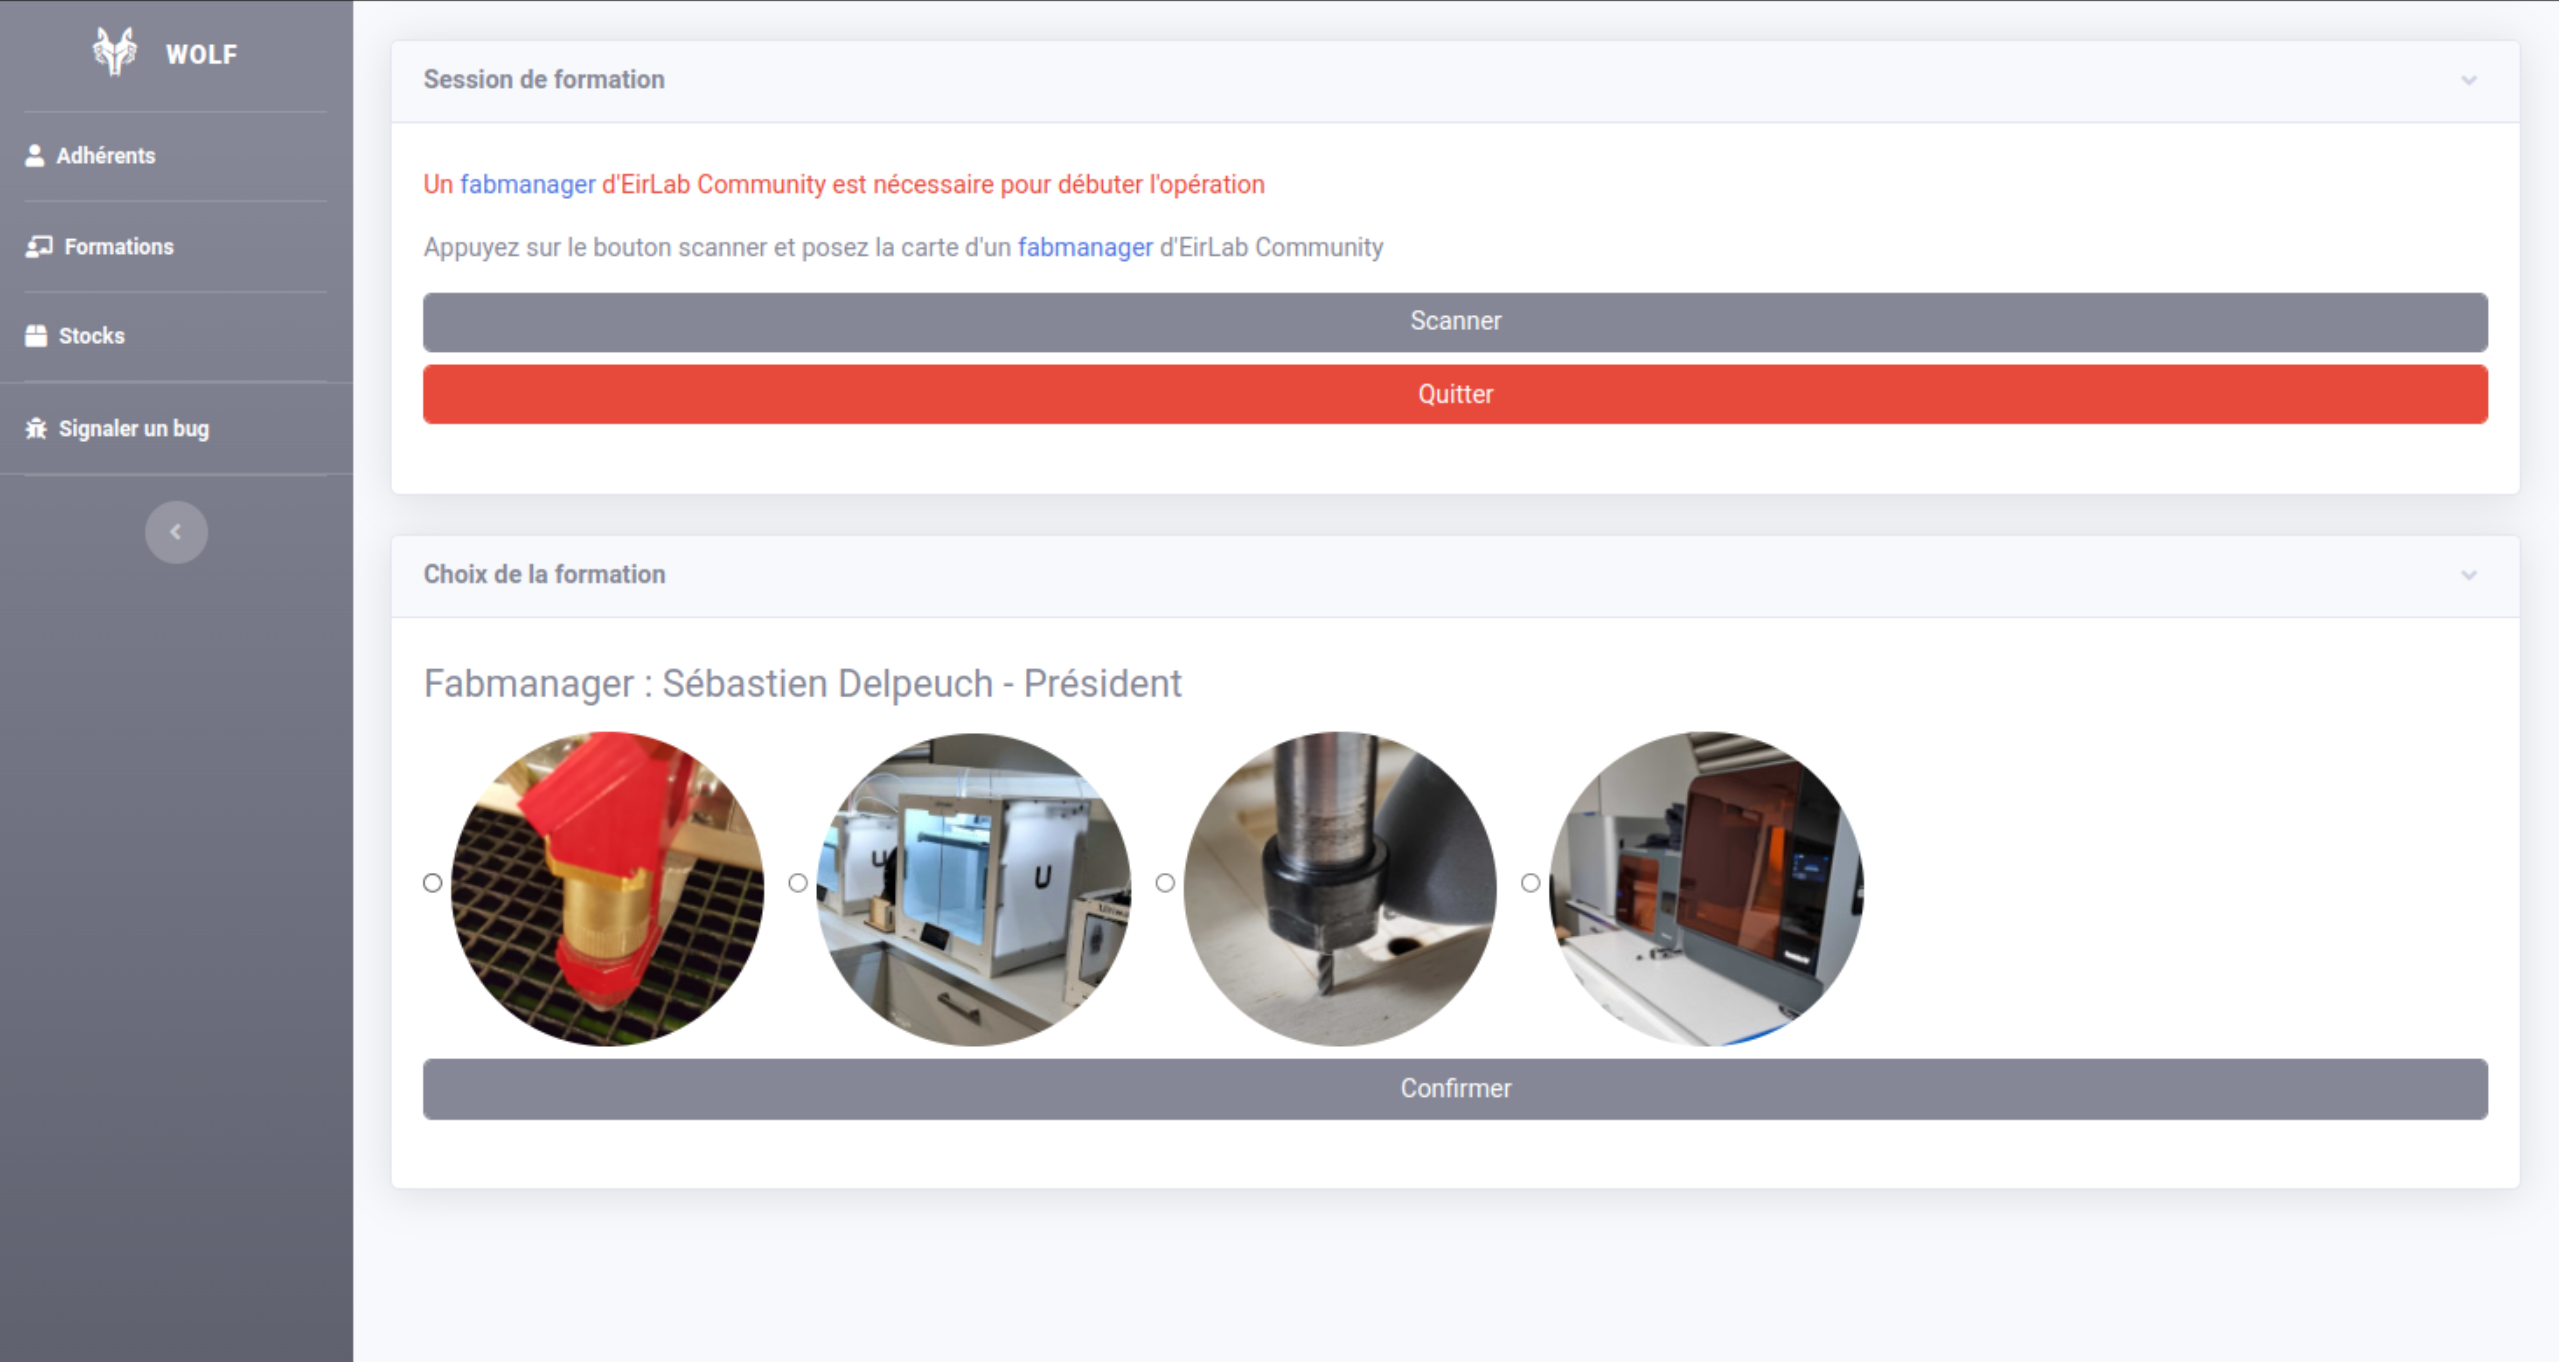 WOLF
Adhérents
Formations
Stocks
Signaler un bug
Session de formation
Un fabmanager d'EirLab Community est nécessaire pour débuter l'opération
Appuyez sur le bouton scanner et posez la carte d'un fabmanager d'EirLab Community
Scanner
Quitter
Choix de la formation
Fabmanager : Sébastien Delpeuch - Président
U
U
Confirmer